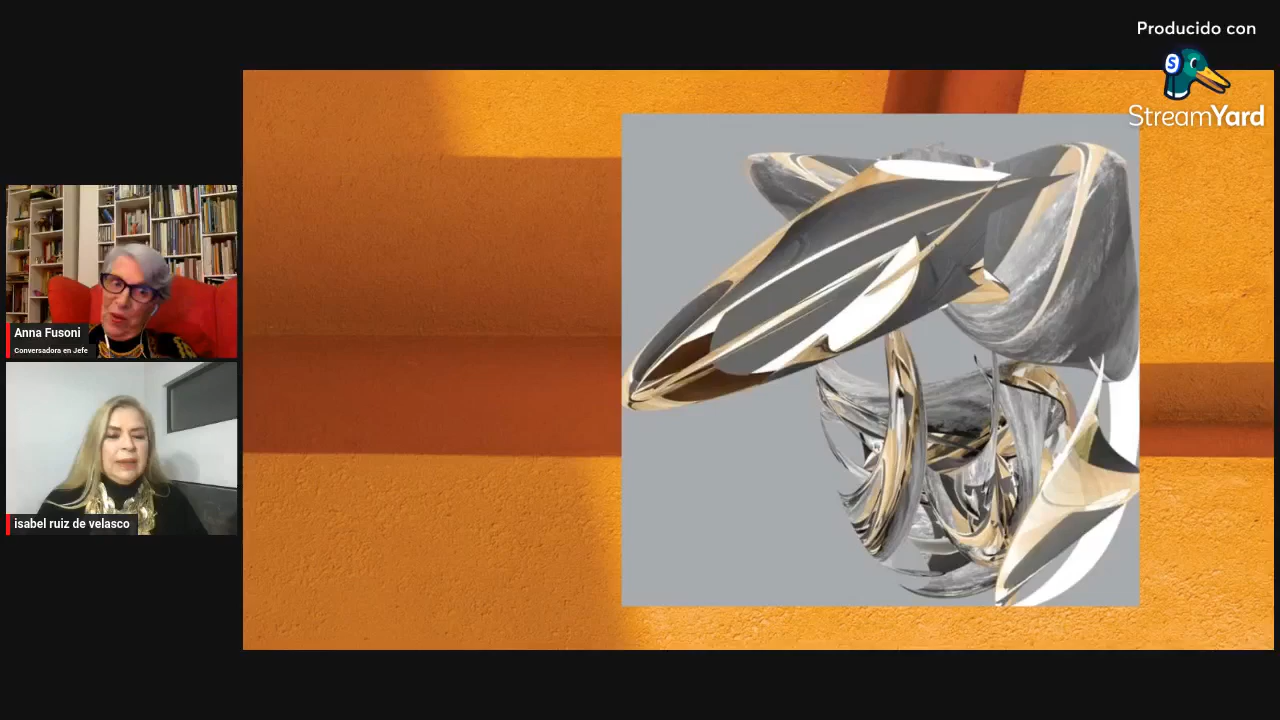 Producido con
StreamYard
Anna Fusoni
Conversadora en Jefe
isabel ruiz de velasco